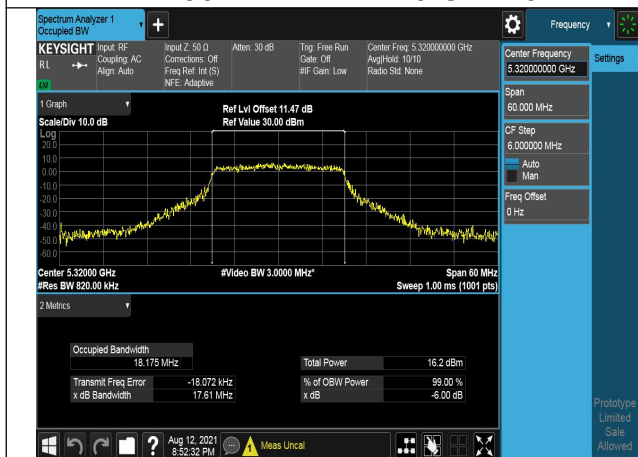 Spectrum Analyzer 1
Occupied BW
+
Frequency
KEYSIGHT
RL
LXI
Input: RF
Coupling: AC
Align: Auto
Input Z: 50 Ω
Corrections: Off
Freq Ref: Int (S)
NFE: Adaptive
Atten: 30 dB
Trig: Free Run
Gate: Off
#IF Gain: Low
Center Freq: 5.320000000 GHz
Avg|Hold: 10/10
Radio Std: None
Center Frequency
5.320000000 GHz
Settings
Span
60.000 MHz
CF Step
6.000000 MHz
Auto
Man
Freq Offset
0 Hz
1 Graph
Scale/Div 10.0 dB
Ref Lvl Offset 11.47 dB
Ref Value 30.00 dBm
Log
20.0
10.0
0.00
-10.0
-20.0
-30.0
-40.0
-50.0
-60.0
Center 5.32000 GHz
#Res BW 820.00 kHz
#Video BW 3.0000 MHz*
Span 60 MHz
Sweep 1.00 ms (1001 pts)
2 Metrics
Occupied Bandwidth
18.175 MHz
Total Power 16.2 dBm
Transmit Freq Error -18.072 kHz
% of OBW Power 99.00 %
x dB Bandwidth 17.61 MHz
x dB -6.00 dB
Prototype
Limited
Sale
Allowed
?
Aug 12, 2021
8:52:32 PM
1
Meas Uncal